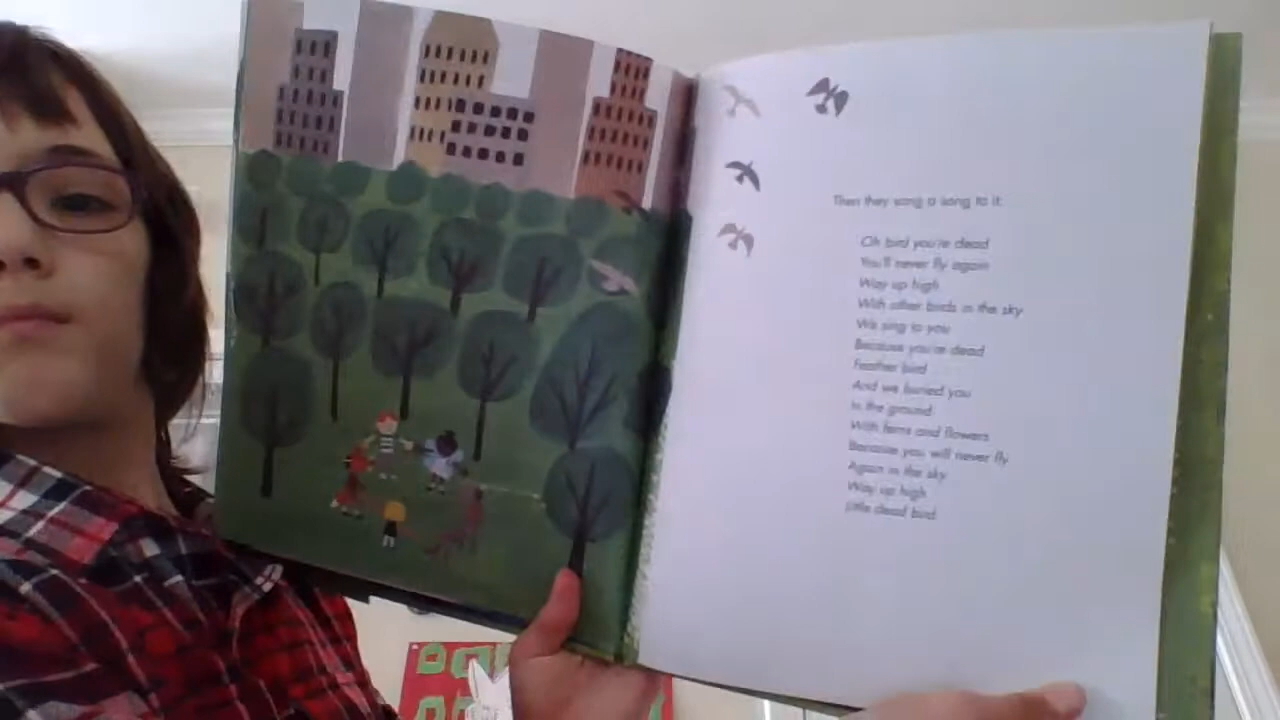 Then they sang a song to it:
Oh bird you're dead
You'll never fly again
Way up high
With other birds in the sky
We sing to you
Because you're dead
Feather bird
And we buried you
In the ground
With ferns and flowers
Because you will never fly
Again in the sky
Way up high
Little dead bird